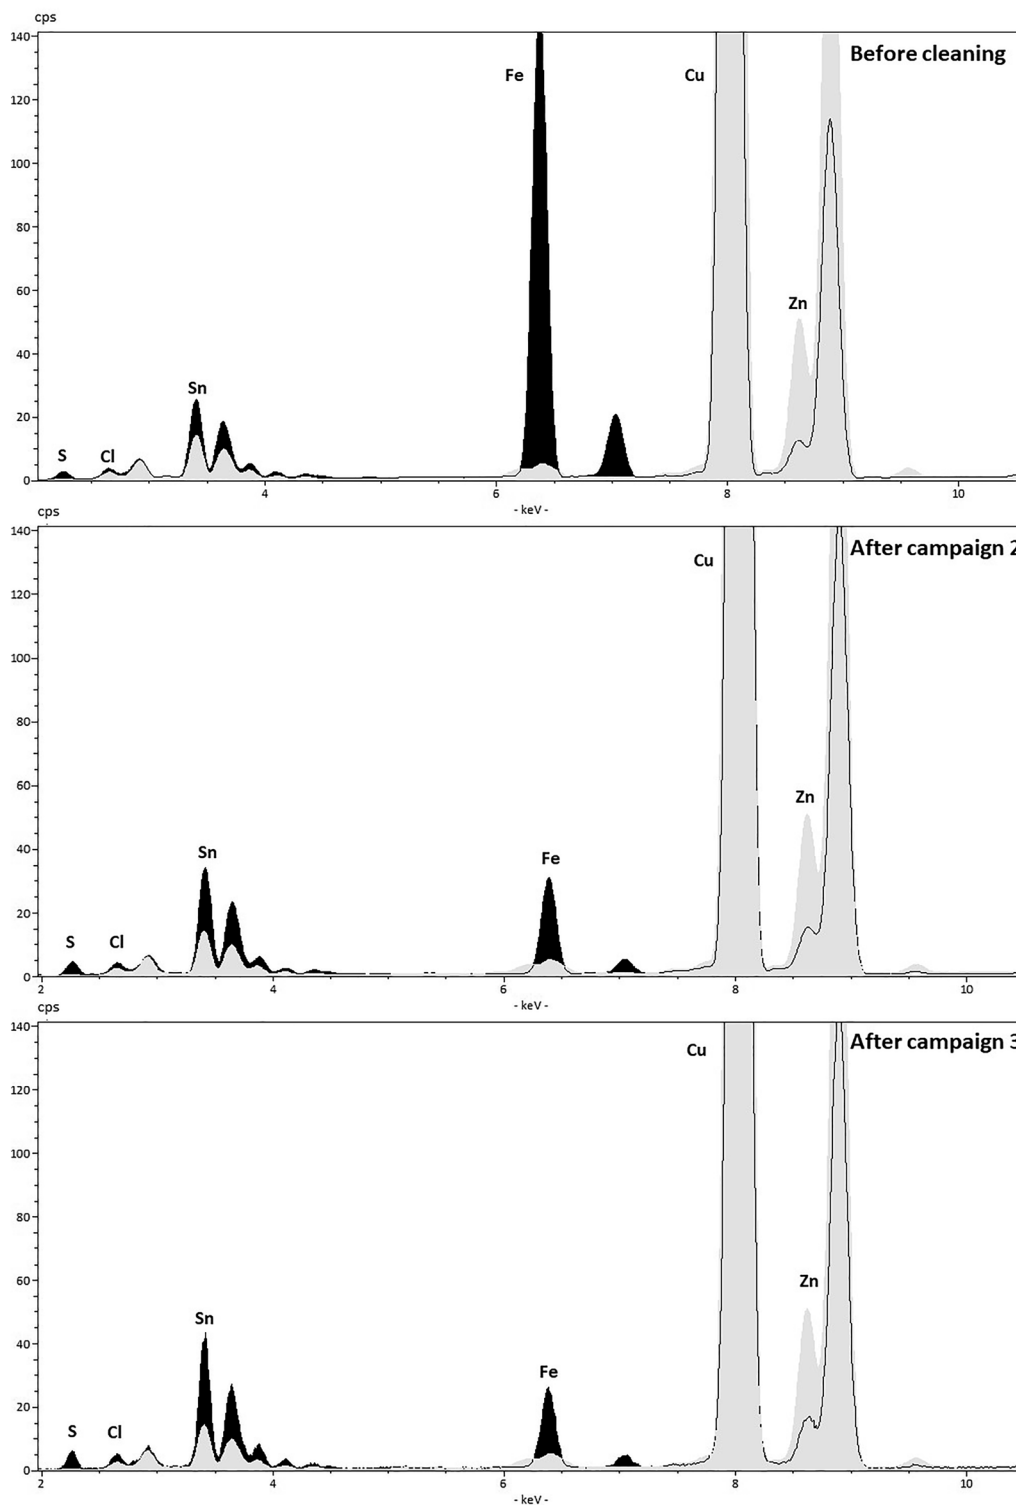 cps
140
Before cleaning
Fe
Cu
120
100
80
Zn
60
40
Sn
20
S
Cl
0
4
6
8
10
- keV -
cps
140
After campaign 2
Cu
120
100
80
Zn
60
40
Sn
Fe
20
S
Cl
0
2
4
6
8
10
- keV -
cps
140
After campaign 3
Cu
120
100
80
60
Zn
Sn
40
Fe
20
S
Cl
0
2
4
6
8
10
- keV -